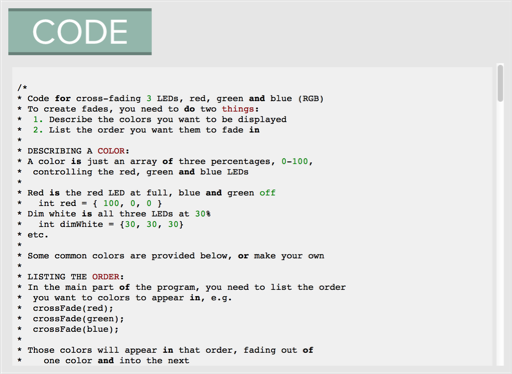 CODE
/*
* Code for cross-fading 3 LEDs, red, green and blue (RGB)
* To create fades, you need to do two things:
*  1. Describe the colors you want to be displayed
*  2. List the order you want them to fade in
*
* DESCRIBING A COLOR:
* A color is just an array of three percentages, 0-100,
*  controlling the red, green and blue LEDs
*
* Red is the red LED at full, blue and green off
*   int red = { 100, 0, 0 }
* Dim white is all three LEDs at 30%
*   int dimWhite = {30, 30, 30}
* etc.
*
* Some common colors are provided below, or make your own
*
* LISTING THE ORDER:
* In the main part of the program, you need to list the order
*  you want to colors to appear in, e.g.
*  crossFade(red);
*  crossFade(green);
*  crossFade(blue);
*
* Those colors will appear in that order, fading out of
*    one color and into the next